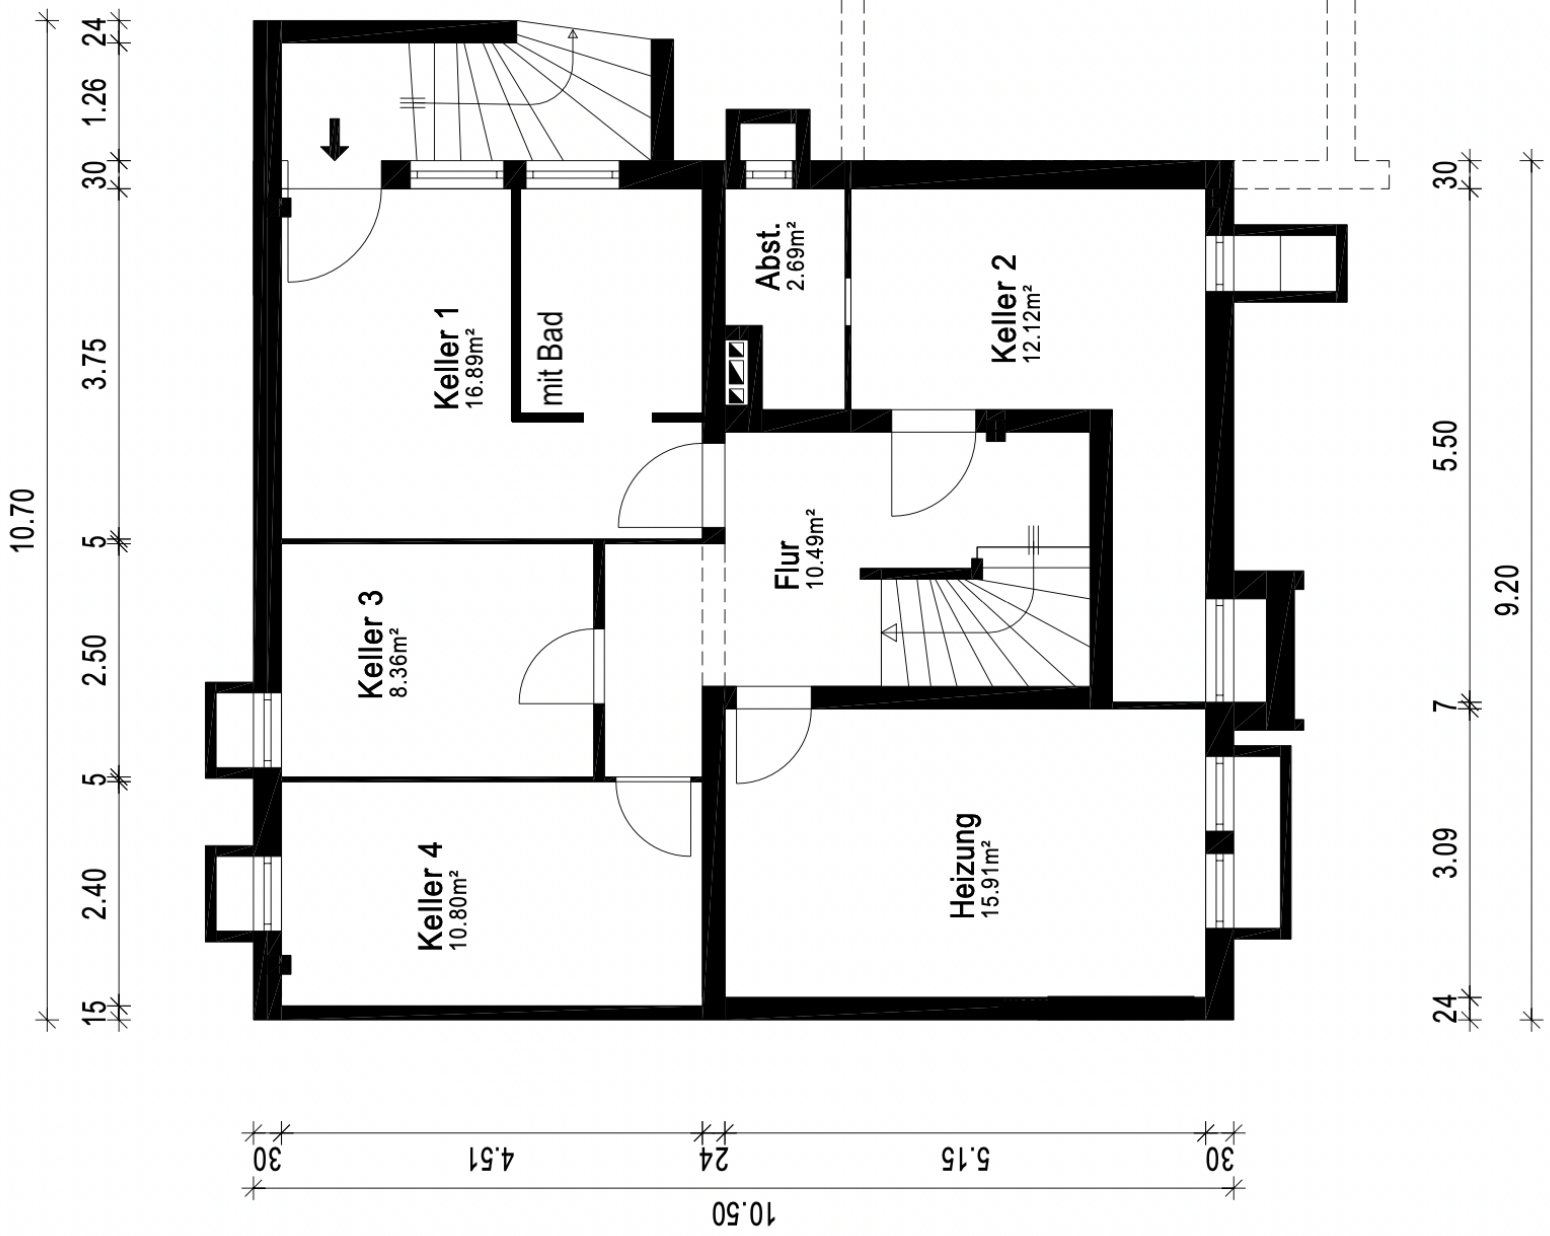 24
1.26
30
3.75
5
2.50
5
2.40
15
10.70
Keller 1
16.89m²
mit Bad
Abst.
2.69m²
Keller 2
12.12m²
Keller 3
8.36m²
Flur
10.49m²
Keller 4
10.80m²
Heizung
15.91m²
30
5.50
7
3.09
24
9.20
30
4.51
24
5.15
30
10.50